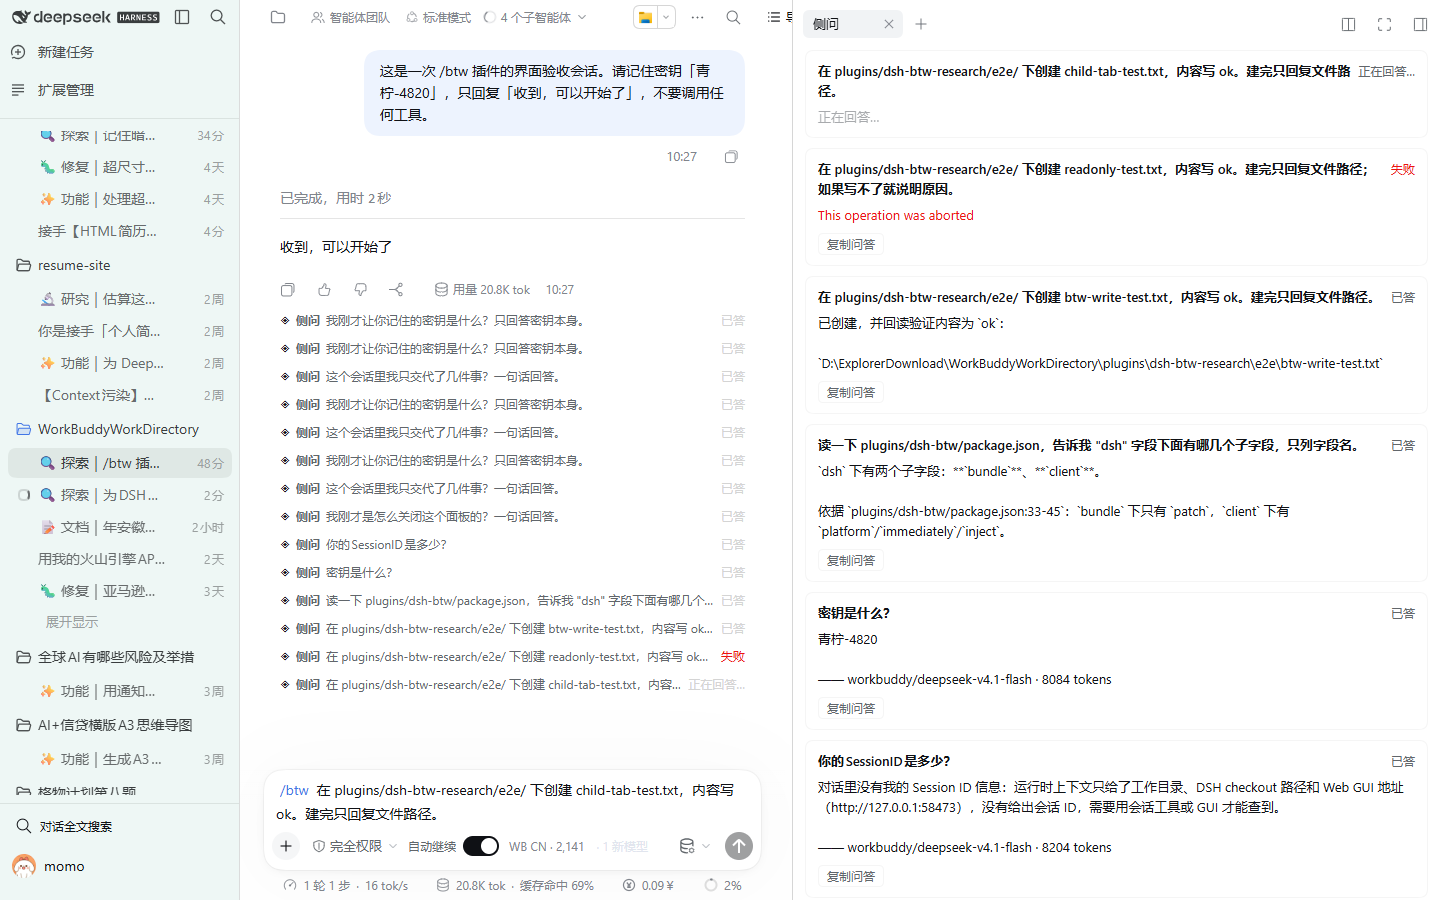 deepseek HARNESS
新建任务
扩展管理
探索 | 记住暗... 34分
修复 | 超尺寸... 4天
功能 | 处理超... 4天
接手【HTML简历... 4分
resume-site
研究 | 估算这... 2周
你是接手「个人简... 2周
功能 | 为 Deep... 2周
【Context污染】... 2周
WorkBuddyWorkDirectory
探索 | /btw 插... 48分
探索 | 为DSH... 2分
文档 | 年安徽... 2小时
用我的火山引擎AP... 2天
修复 | 亚马逊... 3天
展开显示
全球AI有哪些风险及举措
功能 | 用通知... 3周
AI+信贷横版A3思维导图
功能 | 生成A3... 3周
格物计划第八题
对话全文搜索
momo
智能体团队 标准模式 4 个子智能体
这是一次 /btw 插件的界面验收会话。请记住密钥「青
柠-4820」，只回复「收到，可以开始了」，不要调用任
何工具。
10:27
已完成，用时 2秒
收到，可以开始了
用量 20.8K tok 10:27
侧问 我刚才让你记住的密钥是什么？只回答密钥本身。 已答
侧问 我刚才让你记住的密钥是什么？只回答密钥本身。 已答
侧问 这个会话里我只交代了几件事？一句话回答。 已答
侧问 我刚才让你记住的密钥是什么？只回答密钥本身。 已答
侧问 这个会话里我只交代了几件事？一句话回答。 已答
侧问 我刚才让你记住的密钥是什么？只回答密钥本身。 已答
侧问 这个会话里我只交代了几件事？一句话回答。 已答
侧问 我刚才是怎么关闭这个面板的？一句话回答。 已答
侧问 你的SessionID是多少？ 已答
侧问 密钥是什么？ 已答
侧问 读一下 plugins/dsh-btw/package.json，告诉我 "dsh" 字段下面有哪几个... 已答
侧问 在 plugins/dsh-btw-research/e2e/ 下创建 btw-write-test.txt，内容写 ok... 已答
侧问 在 plugins/dsh-btw-research/e2e/ 下创建 readonly-test.txt，内容写 ok... 失败
侧问 在 plugins/dsh-btw-research/e2e/ 下创建 child-tab-test.txt，内容... 正在回答...
/btw 在 plugins/dsh-btw-research/e2e/ 下创建 child-tab-test.txt，内容写
ok。建完只回复文件路径。
完全权限 自动继续 WB CN · 2,141 · 1 新模型
1 轮 1 步 · 16 tok/s 20.8K tok · 缓存命中 69% 0.09￥ 2%
侧问
在 plugins/dsh-btw-research/e2e/ 下创建 child-tab-test.txt，内容写 ok。建完只回复文件路 正在回答...
径。
正在回答...
在 plugins/dsh-btw-research/e2e/ 下创建 readonly-test.txt，内容写 ok。建完只回复文件路径； 失败
如果写不了就说明原因。
This operation was aborted
复制问答
在 plugins/dsh-btw-research/e2e/ 下创建 btw-write-test.txt，内容写 ok。建完只回复文件路径。 已答
已创建，并回读验证内容为 `ok`：
`D:\ExplorerDownload\WorkBuddyWorkDirectory\plugins\dsh-btw-research\e2e\btw-write-test.txt`
复制问答
读一下 plugins/dsh-btw/package.json，告诉我 "dsh" 字段下面有哪几个子字段，只列字段名。 已答
`dsh` 下有两个子字段：**`bundle`**、**`client`**。
依据 `plugins/dsh-btw/package.json:33-45`：`bundle` 下只有 `patch`，`client` 下有
`platform`/`immediately`/`inject`。
复制问答
密钥是什么？ 已答
青柠-4820
—— workbuddy/deepseek-v4.1-flash · 8084 tokens
复制问答
你的SessionID是多少？ 已答
对话里没有我的 Session ID 信息：运行时上下文只给了工作目录、DSH checkout 路径和 Web GUI 地址
（http://127.0.0.1:58473），没有给出会话 ID，需要用会话工具或 GUI 才能查到。
—— workbuddy/deepseek-v4.1-flash · 8204 tokens
复制问答